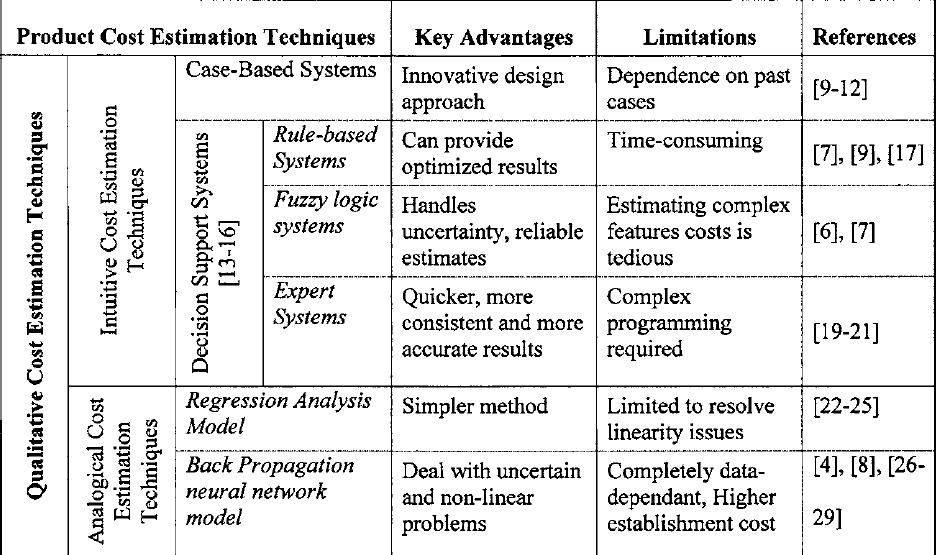 Product Cost Estimation Techniques Key Advantages Limitations References
Qualitative Cost Estimation Techniques
Intuitive Cost Estimation
Techniques
Case-Based Systems
Innovative design
approach
Dependence on past
cases
[9-12]
Decision Support Systems
[13-16]
Rule-based
Systems
Can provide
optimized results
Time-consuming
[7], [9], [17]
Fuzzy logic
systems
Handles
uncertainty, reliable
estimates
Estimating complex
features costs is
tedious
[6], [7]
Expert
Systems
Quicker, more
consistent and more
accurate results
Complex
programming
required
[19-21]
Analogical Cost
Estimation
Techniques
Regression Analysis
Model
Simpler method
Limited to resolve
linearity issues
[22-25]
Back Propagation
neural network
model
Deal with uncertain
and non-linear
problems
Completely data-
dependant, Higher
establishment cost
[4], [8], [26-
29]